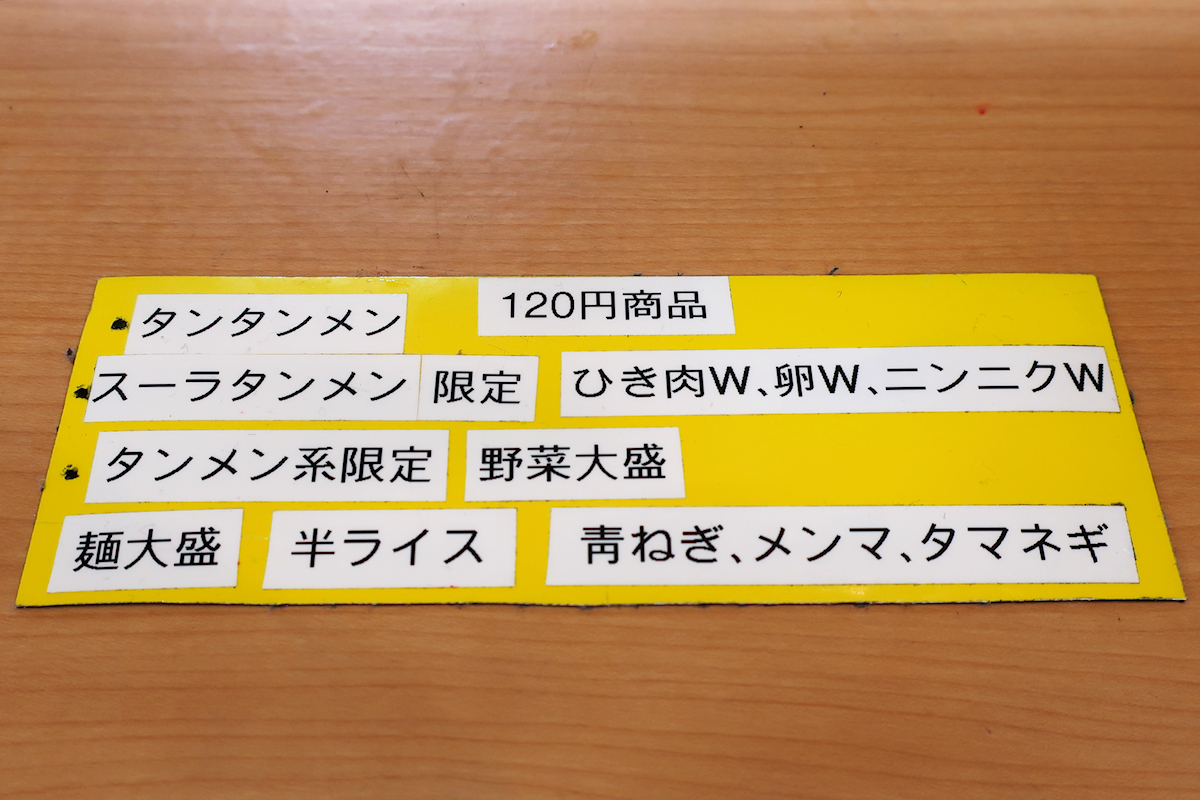 タンタンメン 120円商品
スーラタンメン 限定 ひき肉W、卵W、ニンニクW
タンメン系限定 野菜大盛
麺大盛 半ライス 青ねぎ、メンマ、タマネギ